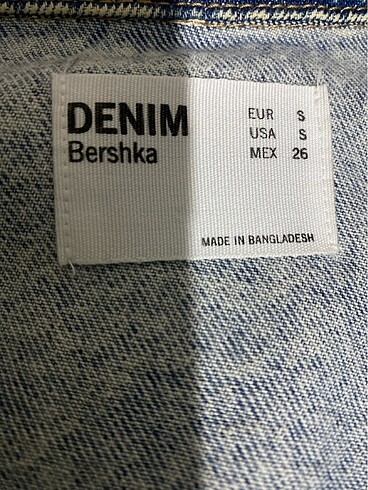 DENIM
Bershka
EUR S
USA S
MEX 26
MADE IN BANGLADESH